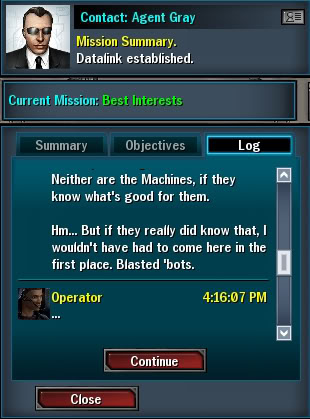 Contact: Agent Gray
Mission Summary.
Datalink established.
Current Mission: Best Interests
Summary
Objectives
Log
Neither are the Machines, if they
know what's good for them.
Hm... But if they really did know that, I
wouldn't have had to come here in the
first place. Blasted 'bots.
Operator 4:16:07 PM
...
Continue
Close